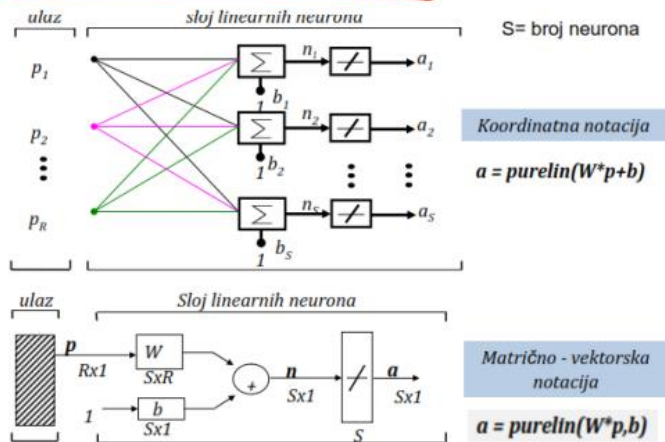 ulaz
sloj linearnih neurona
S= broj neurona
p1
n1
a1
1 b1
p2
n2
a2
1 b2
Koordinatna notacija
a = purelin(W*p+b)
pR
nS
aS
bS
1
ulaz
Sloj linearnih neurona
p
Rx1
W
SxR
+
n
Sx1
a
Sx1
1
b
Sx1
S
Matrično - vektorska
notacija
a = purelin(W*p,b)